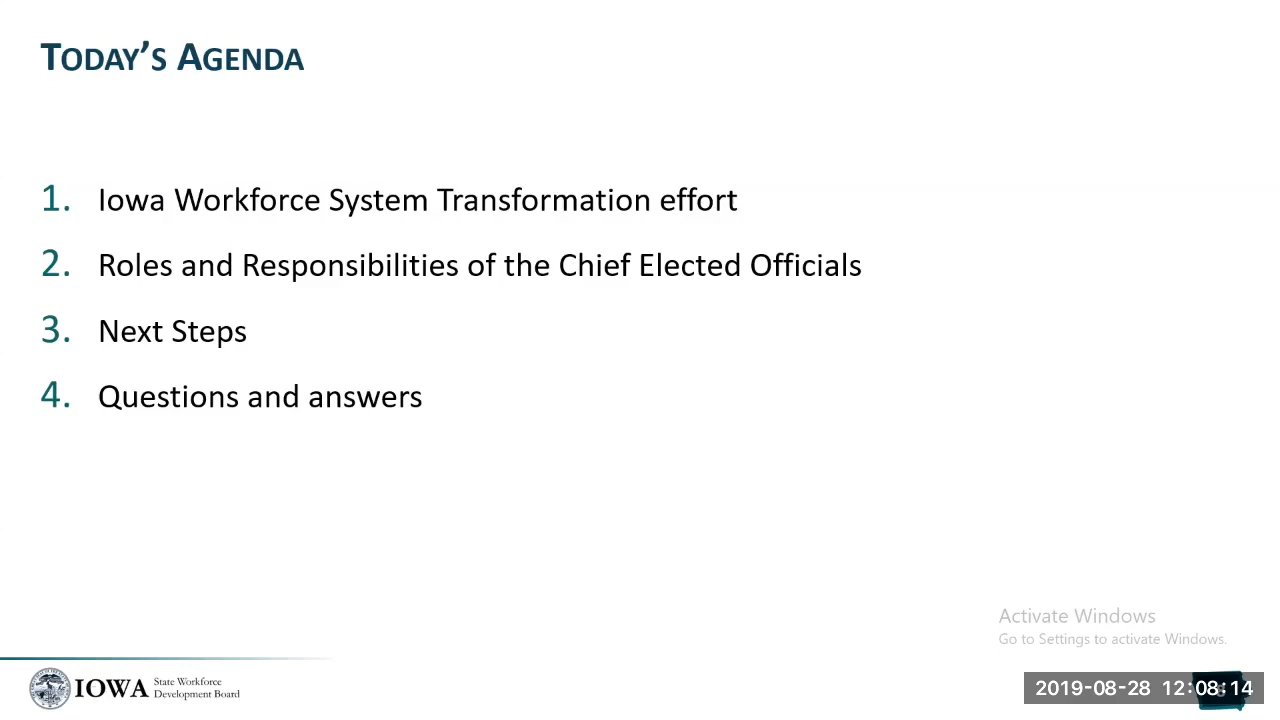 Today's Agenda
1. Iowa Workforce System Transformation effort
2. Roles and Responsibilities of the Chief Elected Officials
3. Next Steps
4. Questions and answers
Activate Windows
Go to Settings to activate Windows.
IOWA State Workforce
Development Board
2019-08-28 12:08:14